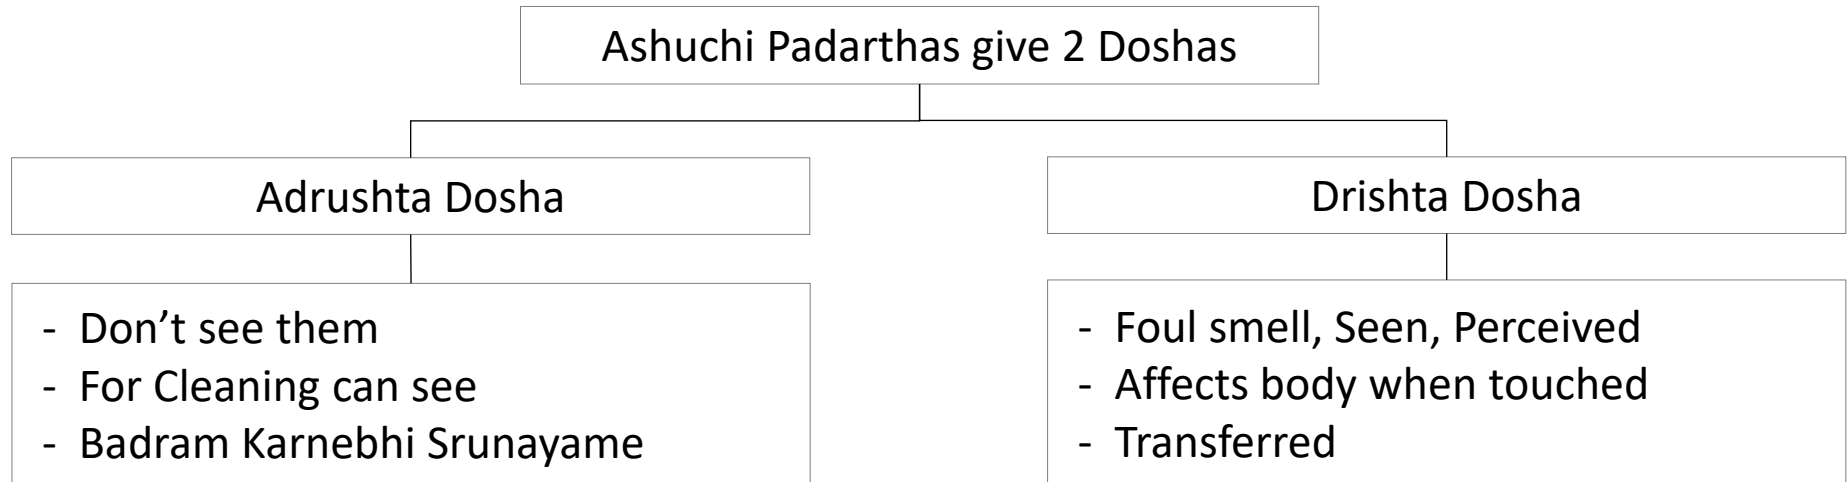 Ashuchi Padarthas give 2 Doshas
Adrushta Dosha
- Don’t see them
- For Cleaning can see
- Badram Karnebhi Srunayame
Drishta Dosha
- Foul smell, Seen, Perceived
- Affects body when touched
- Transferred